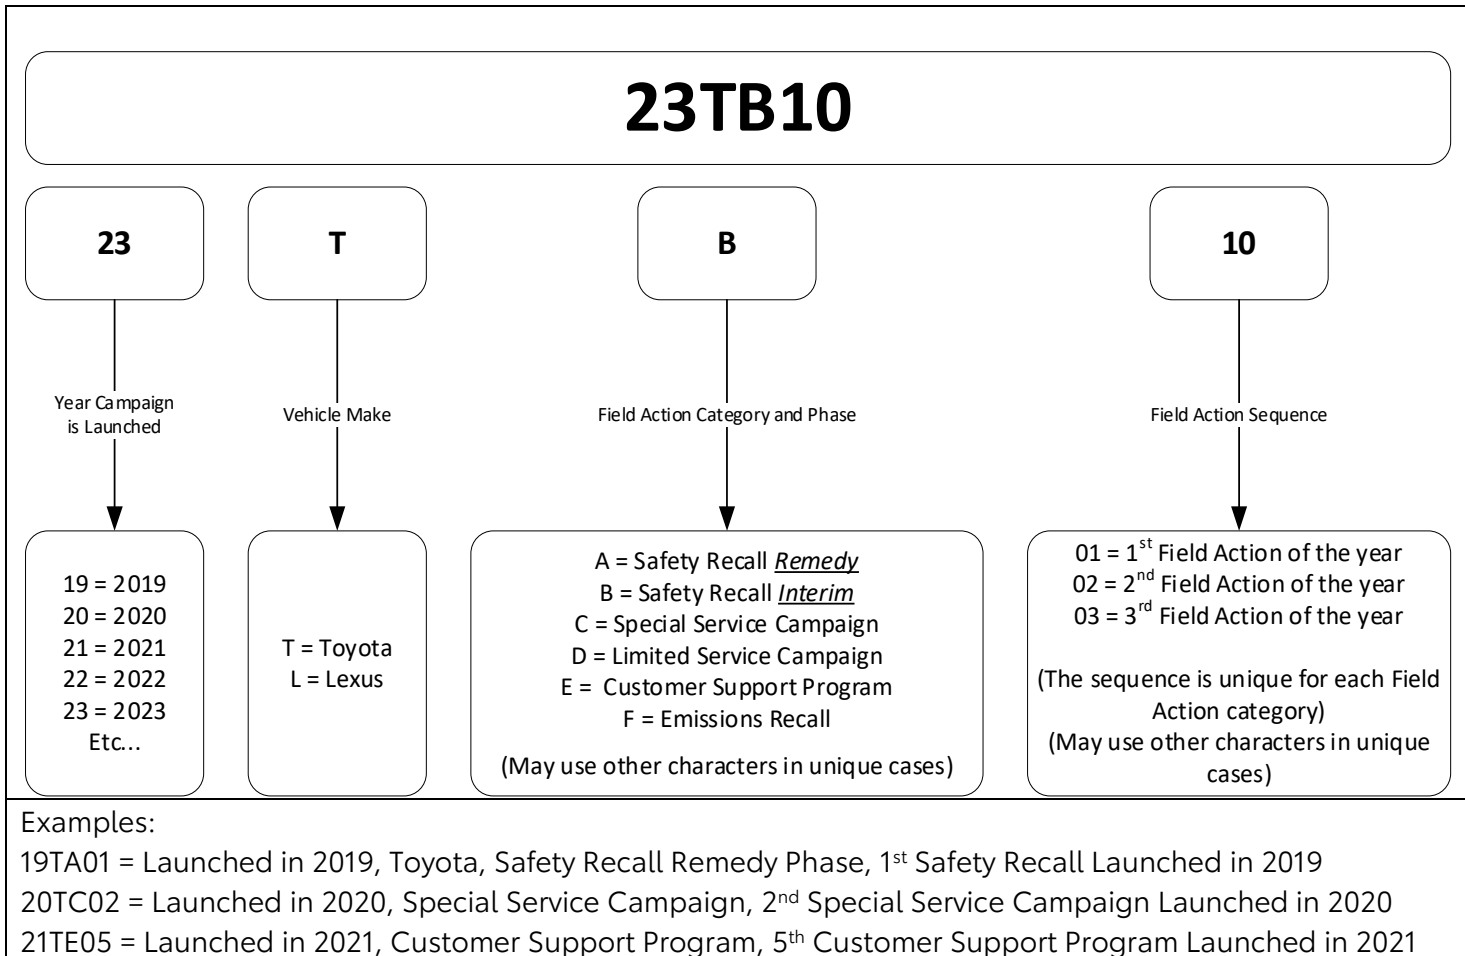 23TB10
23
T
B
10
Year Campaign
is Launched
Vehicle Make
Field Action Category and Phase
Field Action Sequence
19 = 2019
20 = 2020
21 = 2021
22 = 2022
23 = 2023
Etc...
T = Toyota
L = Lexus
A = Safety Recall Remedy
B = Safety Recall Interim
C = Special Service Campaign
D = Limited Service Campaign
E = Customer Support Program
F = Emissions Recall
(May use other characters in unique cases)
01 = 1st Field Action of the year
02 = 2nd Field Action of the year
03 = 3rd Field Action of the year
(The sequence is unique for each Field
Action category)
(May use other characters in unique
cases)
Examples:
19TA01 = Launched in 2019, Toyota, Safety Recall Remedy Phase, 1st Safety Recall Launched in 2019
20TC02 = Launched in 2020, Special Service Campaign, 2nd Special Service Campaign Launched in 2020
21TE05 = Launched in 2021, Customer Support Program, 5th Customer Support Program Launched in 2021